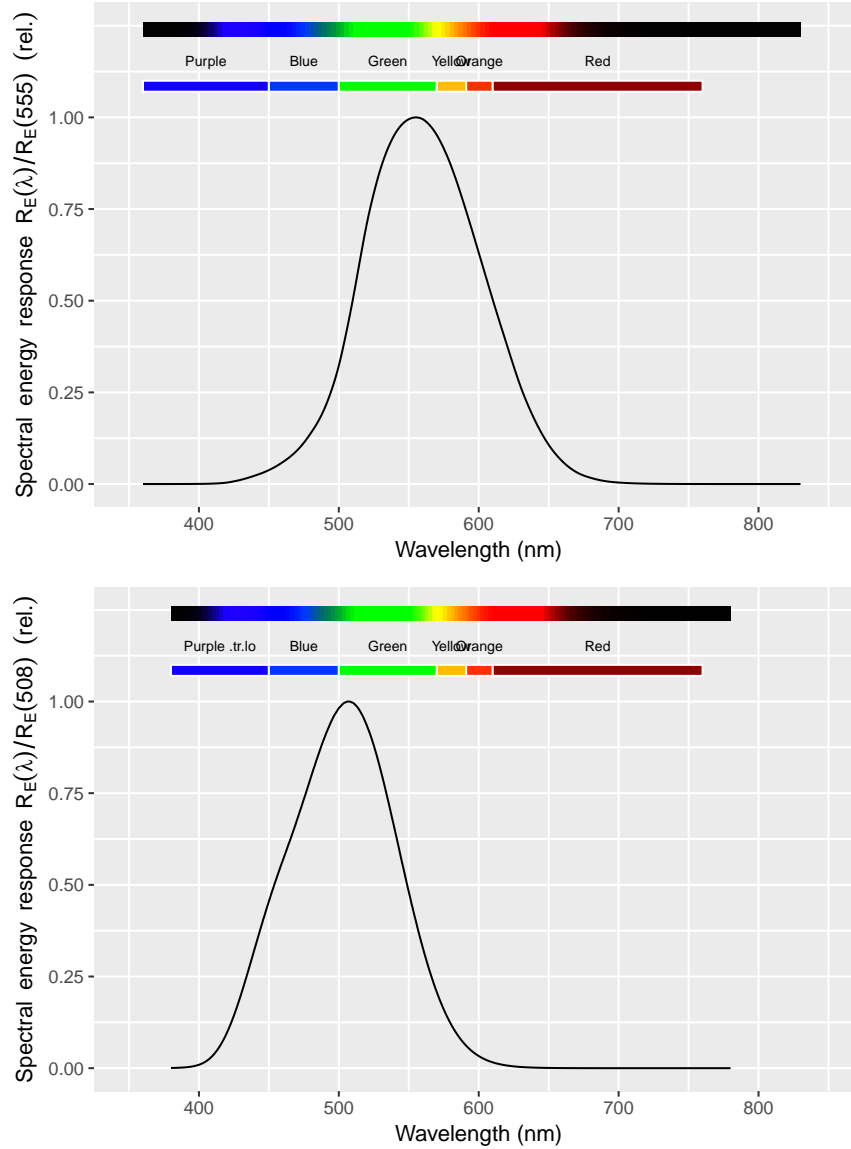 Spectral energy response R_E(λ)/R_E(555) (rel.)
Purple Blue Green Yellow Orange Red
1.00
0.75
0.50
0.25
0.00
400 500 600 700 800
Wavelength (nm)
Spectral energy response R_E(λ)/R_E(508) (rel.)
Purple .tr.lo Blue Green Yellow Orange Red
1.00
0.75
0.50
0.25
0.00
400 500 600 700 800
Wavelength (nm)